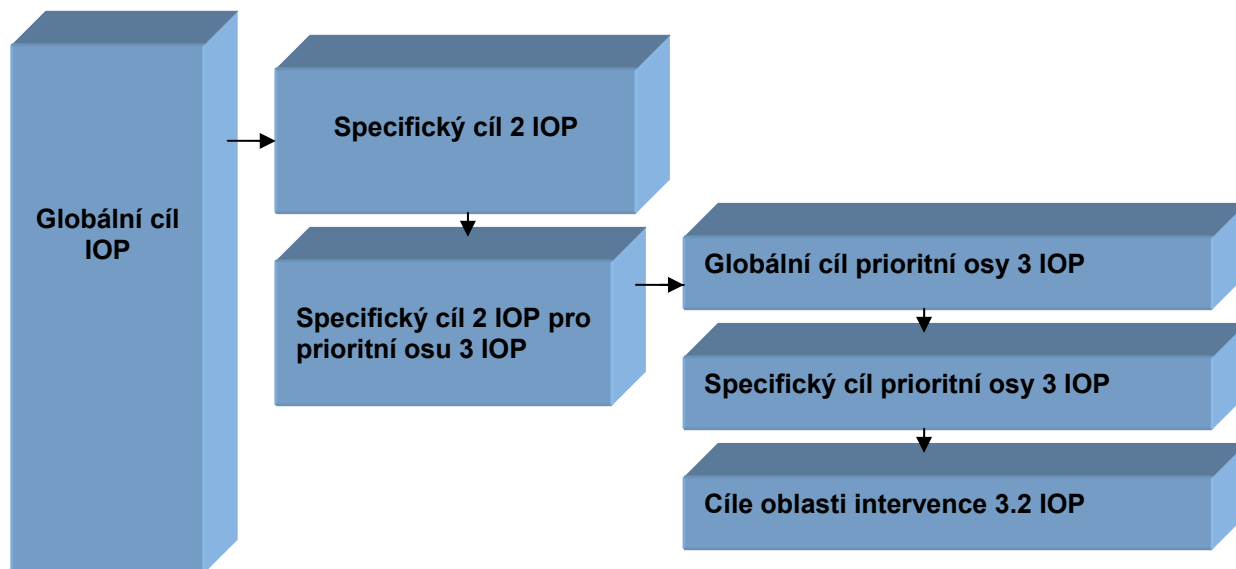 Globální cíl
IOP
Specifický cíl 2 IOP
Specifický cíl 2 IOP pro
prioritní osu 3 IOP
Globální cíl prioritní osy 3 IOP
Specifický cíl prioritní osy 3 IOP
Cíle oblasti intervence 3.2 IOP